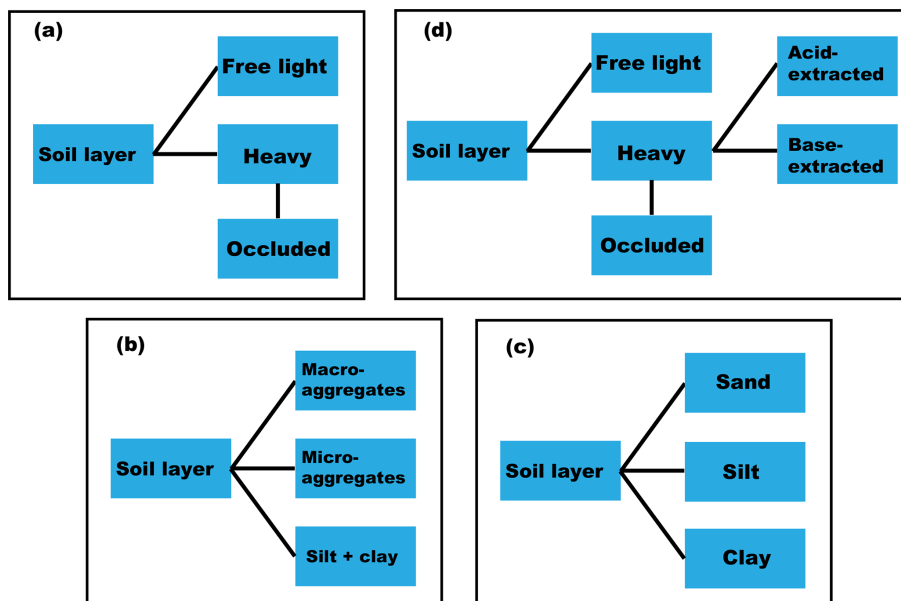 (a)
Free light
Soil layer
Heavy
Occluded
(d)
Free light
Acid-
extracted
Soil layer
Heavy
Base-
extracted
Occluded
(b)
Macro-
aggregates
Soil layer
Micro-
aggregates
Silt + clay
(c)
Sand
Soil layer
Silt
Clay